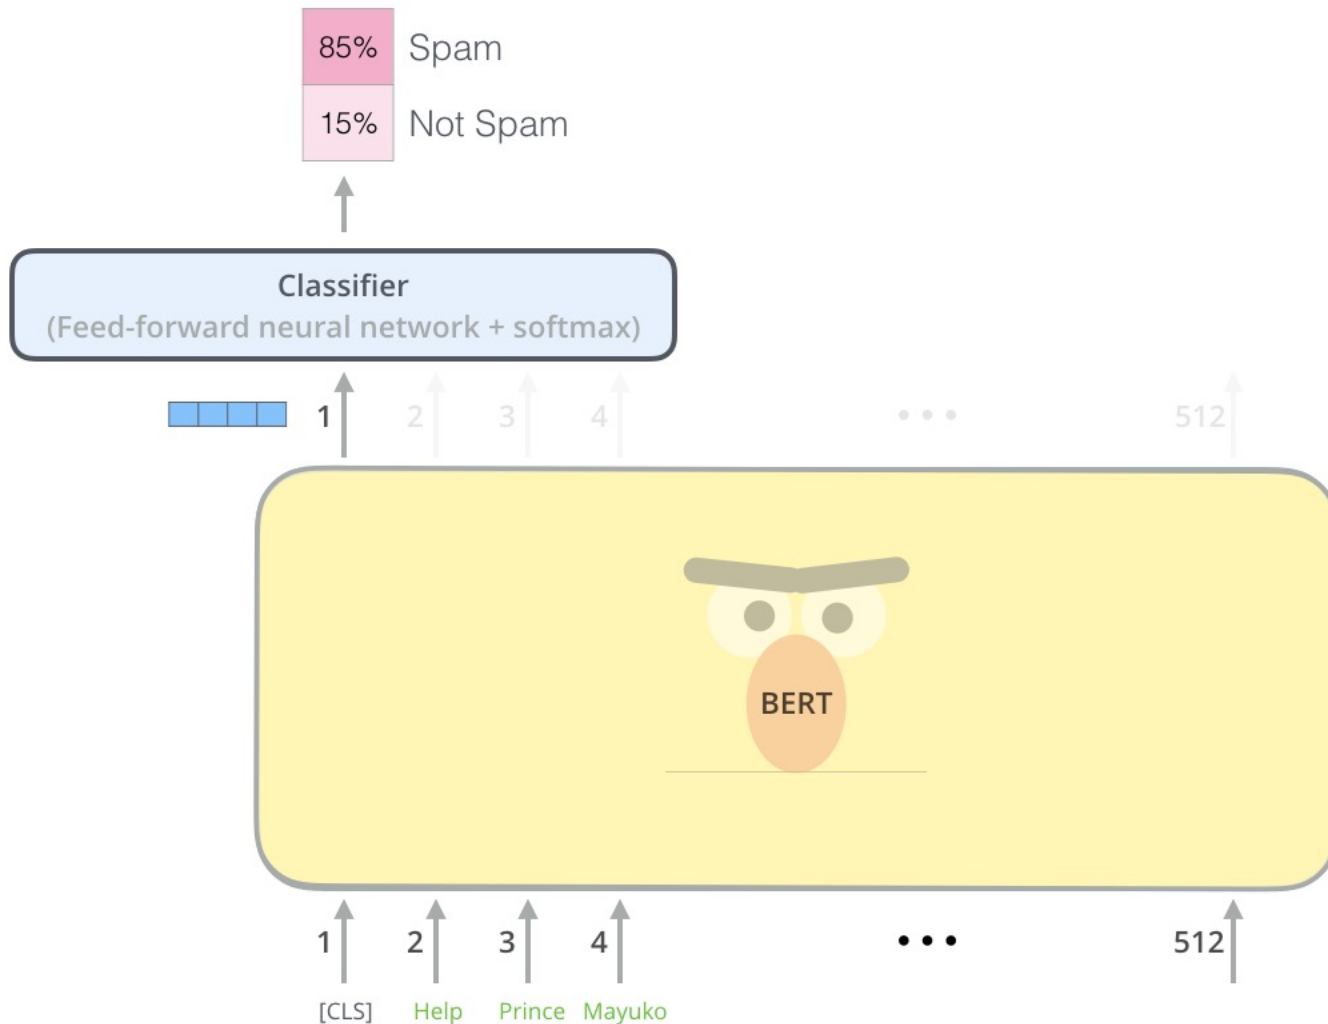 85% Spam
15% Not Spam
Classifier
(Feed-forward neural network + softmax)
1 2 3 4 ••• 512
BERT
1 2 3 4 ••• 512
[CLS] Help Prince Mayuko